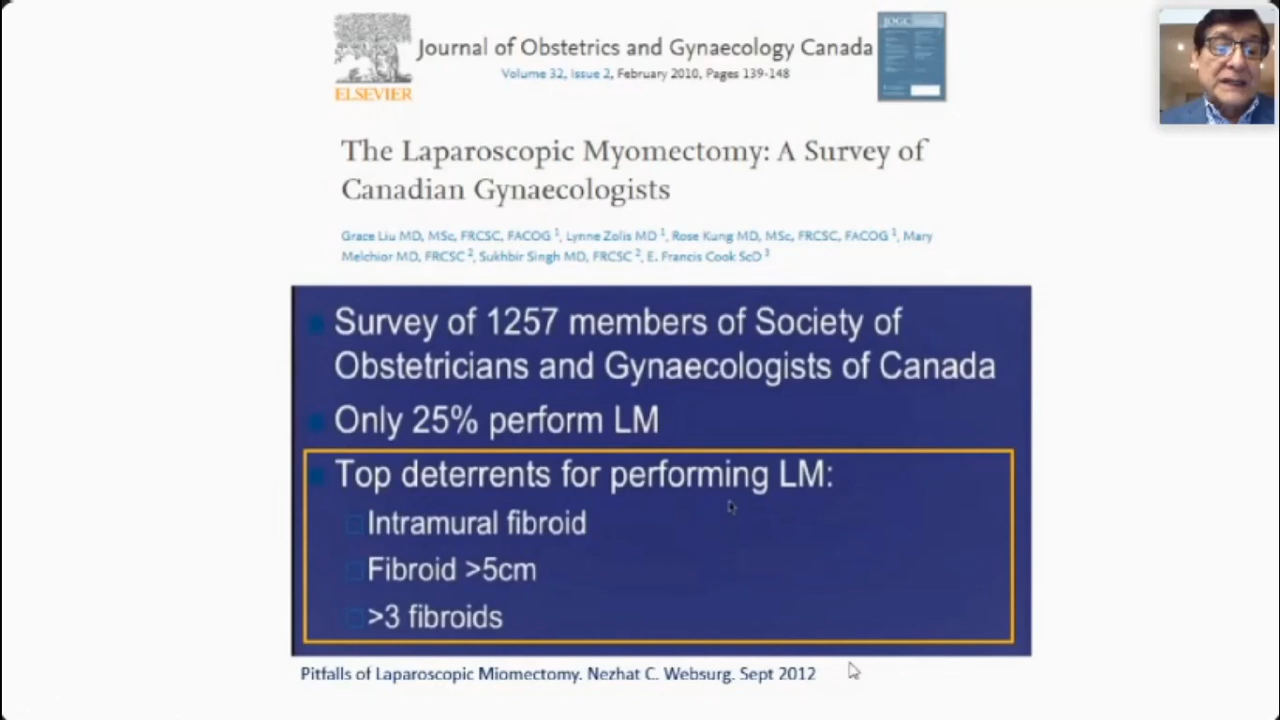 ELSEVIER
Journal of Obstetrics and Gynaecology Canada
Volume 32, Issue 2, February 2010, Pages 139-148
JOGC
The Laparoscopic Myomectomy: A Survey of
Canadian Gynaecologists
Grace Liu MD, MSc, FRCSC, FACOG 1, Lynne Zolis MD 1, Rose Kung MD, MSc, FRCSC, FACOG 1, Mary
Melchior MD, FRCSC 2, Sukhbir Singh MD, FRCSC 2, E. Francis Cook ScD 3
Survey of 1257 members of Society of
Obstetricians and Gynaecologists of Canada
Only 25% perform LM
Top deterrents for performing LM:
Intramural fibroid
Fibroid >5cm
>3 fibroids
Pitfalls of Laparoscopic Miomectomy. Nezhat C. Websurg. Sept 2012